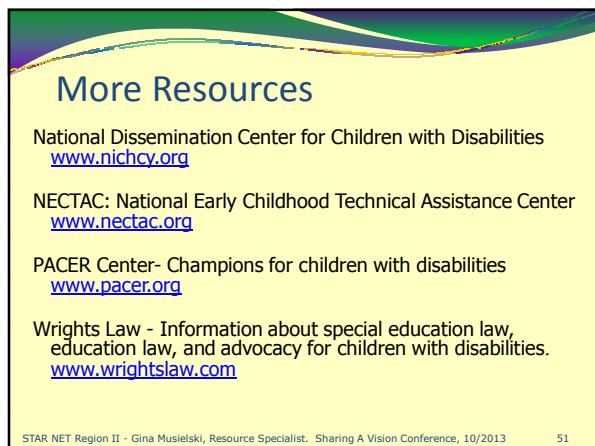 More Resources
National Dissemination Center for Children with Disabilities
www.nichcy.org
NECTAC: National Early Childhood Technical Assistance Center
www.nectac.org
PACER Center- Champions for children with disabilities
www.pacer.org
Wrights Law - Information about special education law,
education law, and advocacy for children with disabilities.
www.wrightslaw.com
STAR NET Region II - Gina Musielski, Resource Specialist. Sharing A Vision Conference, 10/2013 51